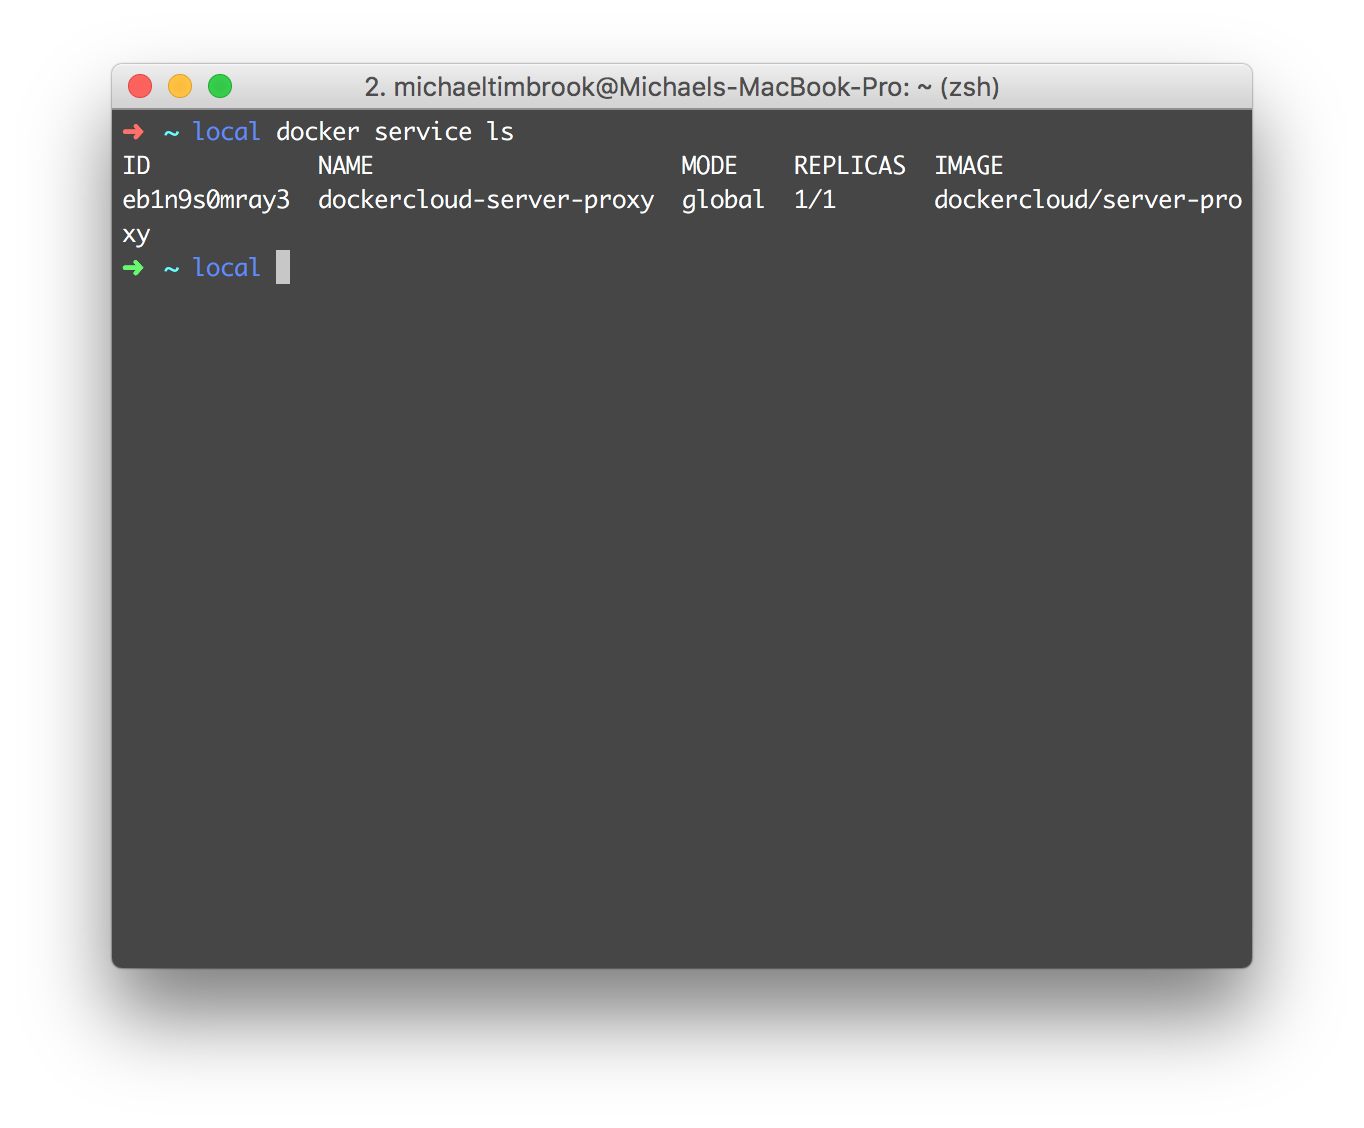 2. michaeltimbrook@Michaels-MacBook-Pro: ~ (zsh)
➜ ~ local docker service ls
ID NAME MODE REPLICAS IMAGE
eb1n9s0mray3 dockercloud-server-proxy global 1/1 dockercloud/server-pro
xy
➜ ~ local